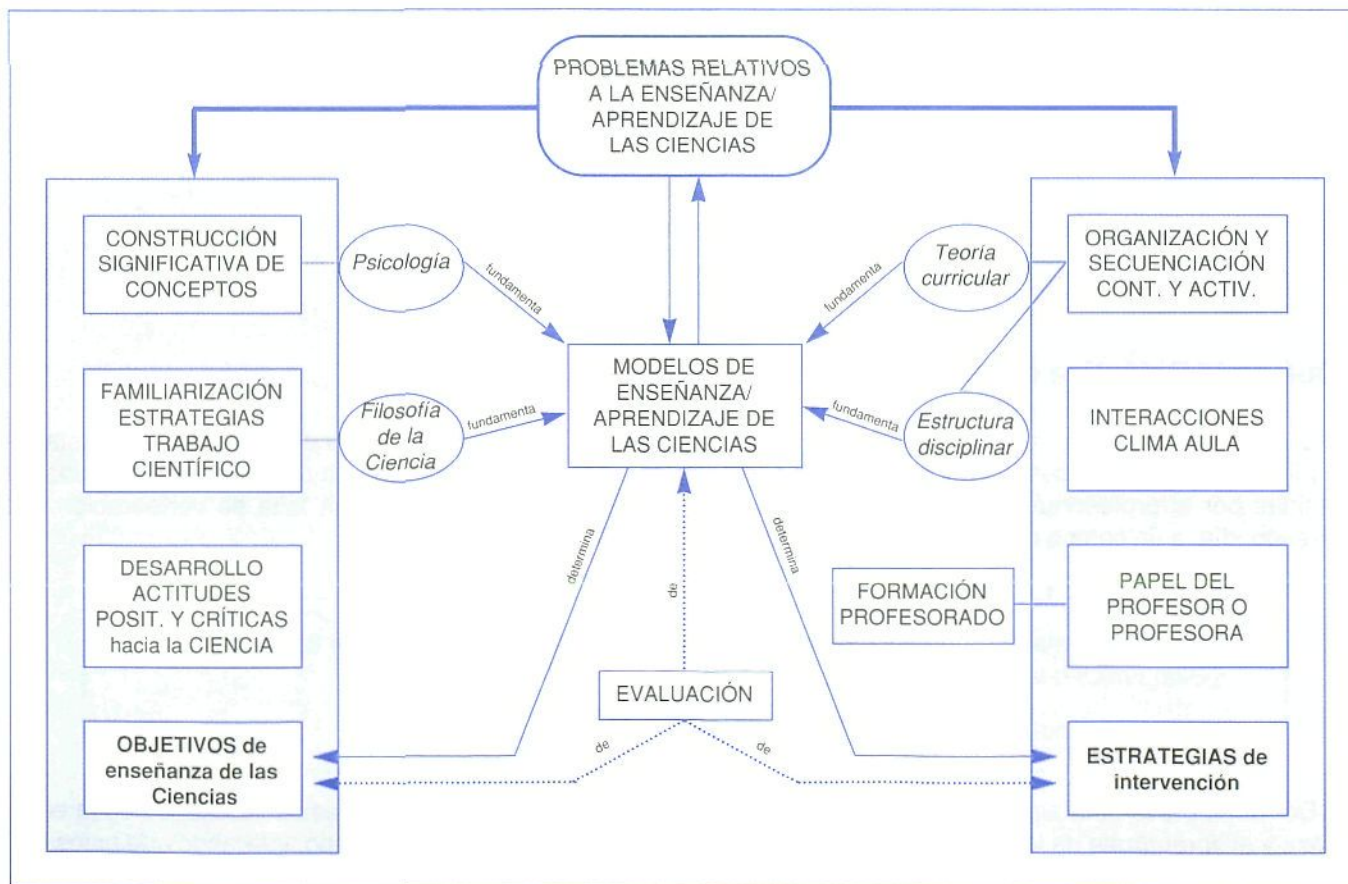 PROBLEMAS RELATIVOS
A LA ENSEÑANZA/
APRENDIZAJE DE
LAS CIENCIAS
CONSTRUCCIÓN
SIGNIFICATIVA DE
CONCEPTOS
Psicología
fundamenta
FAMILIARIZACIÓN
ESTRATEGIAS
TRABAJO
CIENTÍFICO
Filosofía
de la
Ciencia
fundamenta
DESARROLLO
ACTITUDES
POSIT. Y CRÍTICAS
hacia la CIENCIA
OBJETIVOS de
enseñanza de las
Ciencias
MODELOS DE
ENSEÑANZA/
APRENDIZAJE DE
LAS CIENCIAS
determina
determina
de
EVALUACIÓN
de
de
Teoría
curricular
fundamenta
Estructura
disciplinar
fundamenta
ORGANIZACIÓN Y
SECUENCIACIÓN
CONT. Y ACTIV.
INTERACCIONES
CLIMA AULA
FORMACIÓN
PROFESORADO
PAPEL DEL
PROFESOR O
PROFESORA
ESTRATEGIAS de
intervención